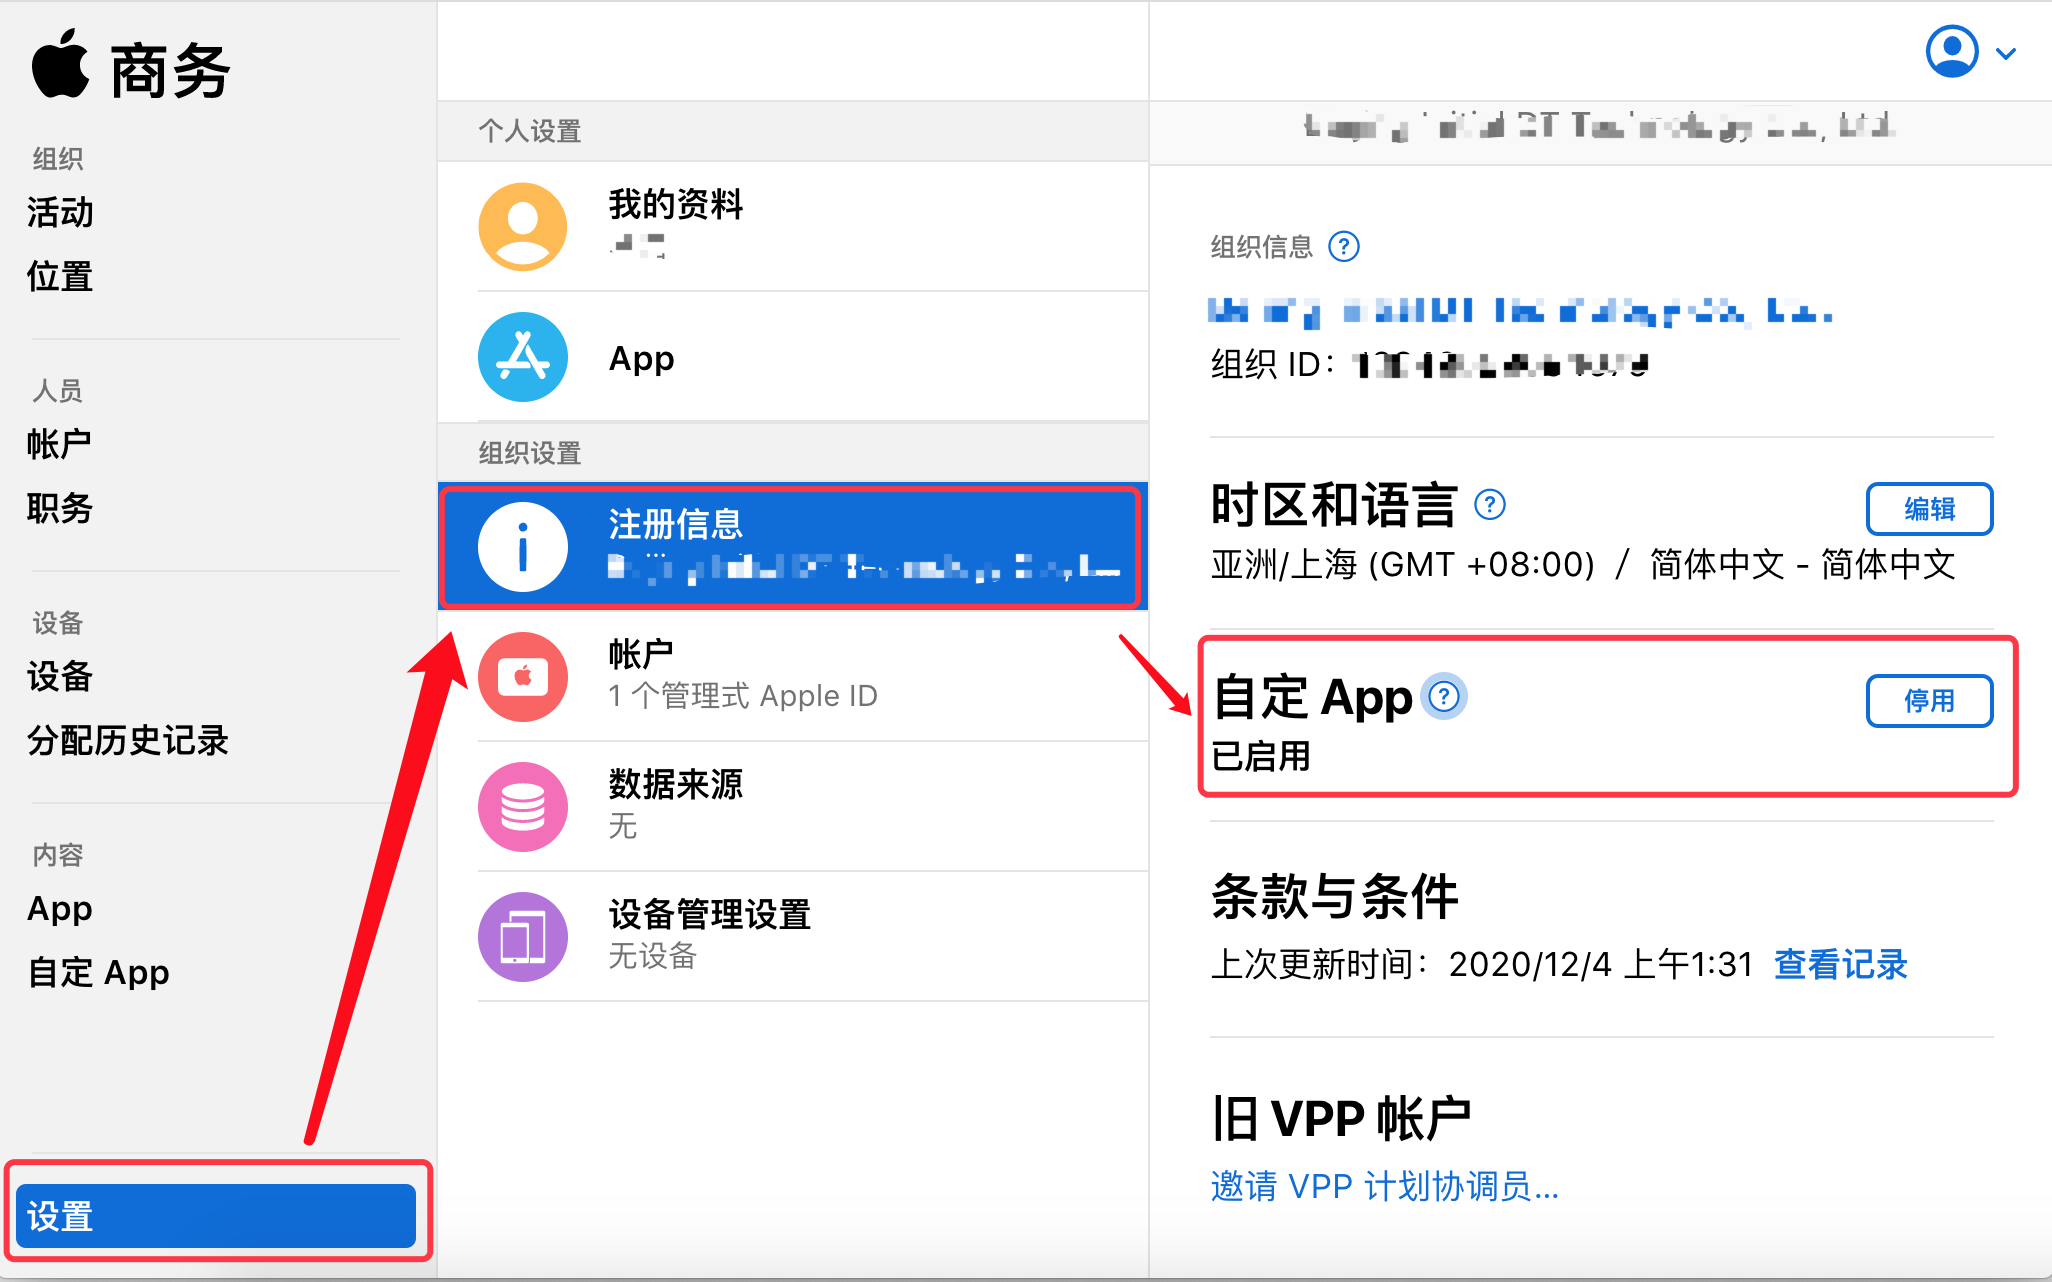 商务
组织
活动
位置
人员
帐户
职务
设备
设备
分配历史记录
内容
App
自定 App
设置
个人设置
我的资料
App
组织设置
注册信息
帐户
1 个管理式 Apple ID
数据来源
无
设备管理设置
无设备
组织信息 ?
组织 ID：
时区和语言 ?
编辑
亚洲/上海 (GMT +08:00) / 简体中文 - 简体中文
自定 App ?
停用
已启用
条款与条件
上次更新时间：2020/12/4 上午1:31 查看记录
旧 VPP 帐户
邀请 VPP 计划协调员...